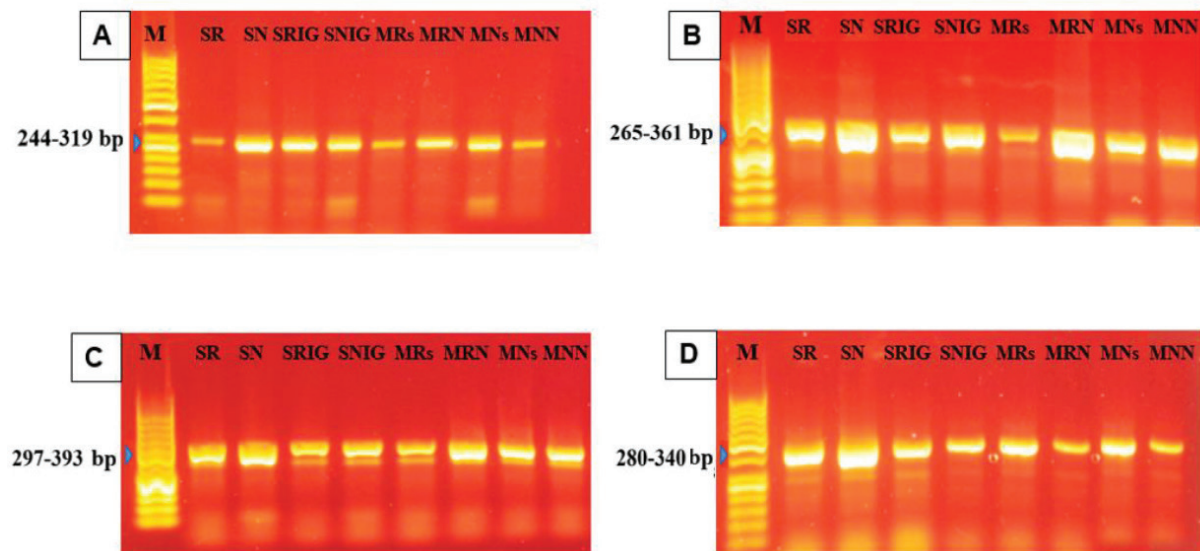 A
M SR SN SRIG SNIG MRs MRN MNs MNN
244-319 bp
B
M SR SN SRIG SNIG MRs MRN MNs MNN
265-361 bp
C
M SR SN SRIG SNIG MRs MRN MNs MNN
297-393 bp
D
M SR SN SRIG SNIG MRs MRN MNs MNN
280-340 bp